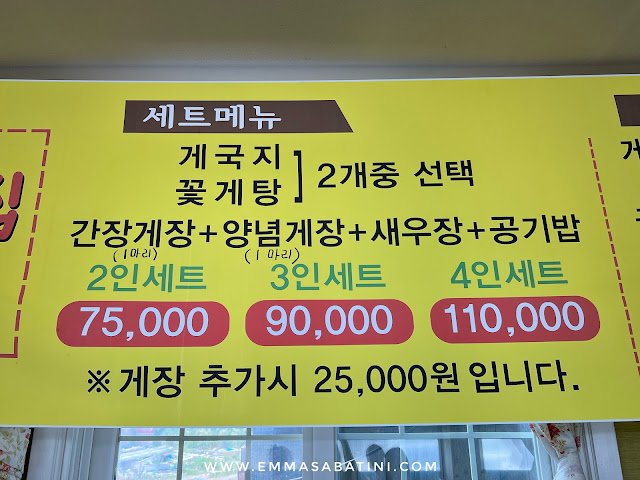 세트메뉴
게국지
꽃게탕
] 2개중 선택
간장게장+양념게장+새우장+공기밥
(1마리) (1마리)
2인세트 3인세트 4인세트
75,000 90,000 110,000
※게장 추가시 25,000원입니다.
WWW.EMMASABATINI.COM